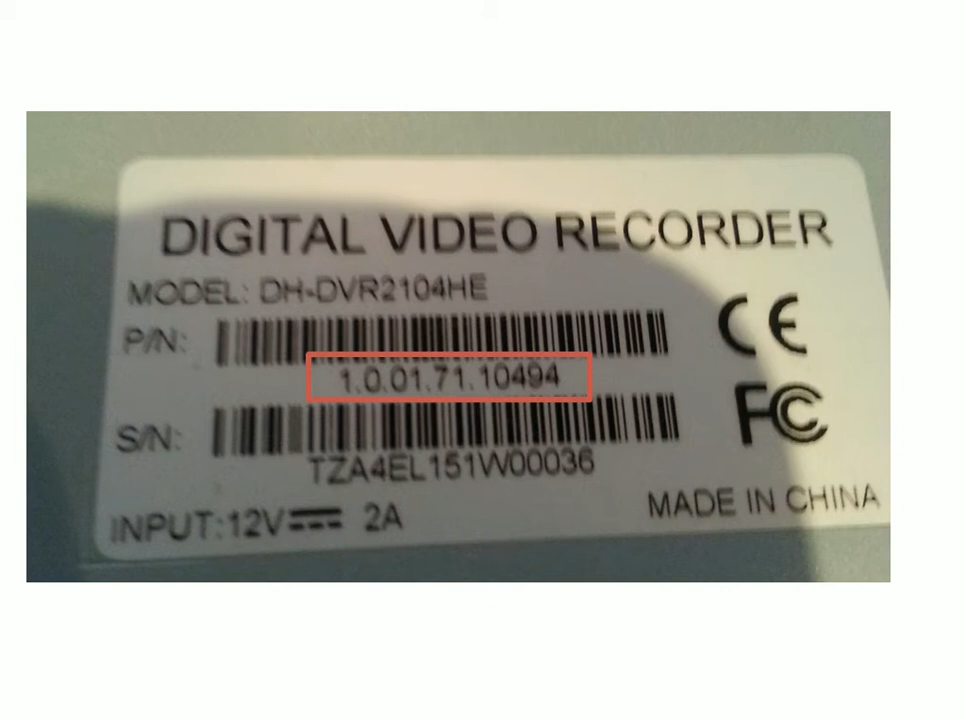 DIGITAL VIDEO RECORDER
MODEL: DH-DVR2104HE
P/N:
1.0.01.71.10494
S/N:
TZA4EL151W00036
INPUT:12V 2A
CE
FC
MADE IN CHINA